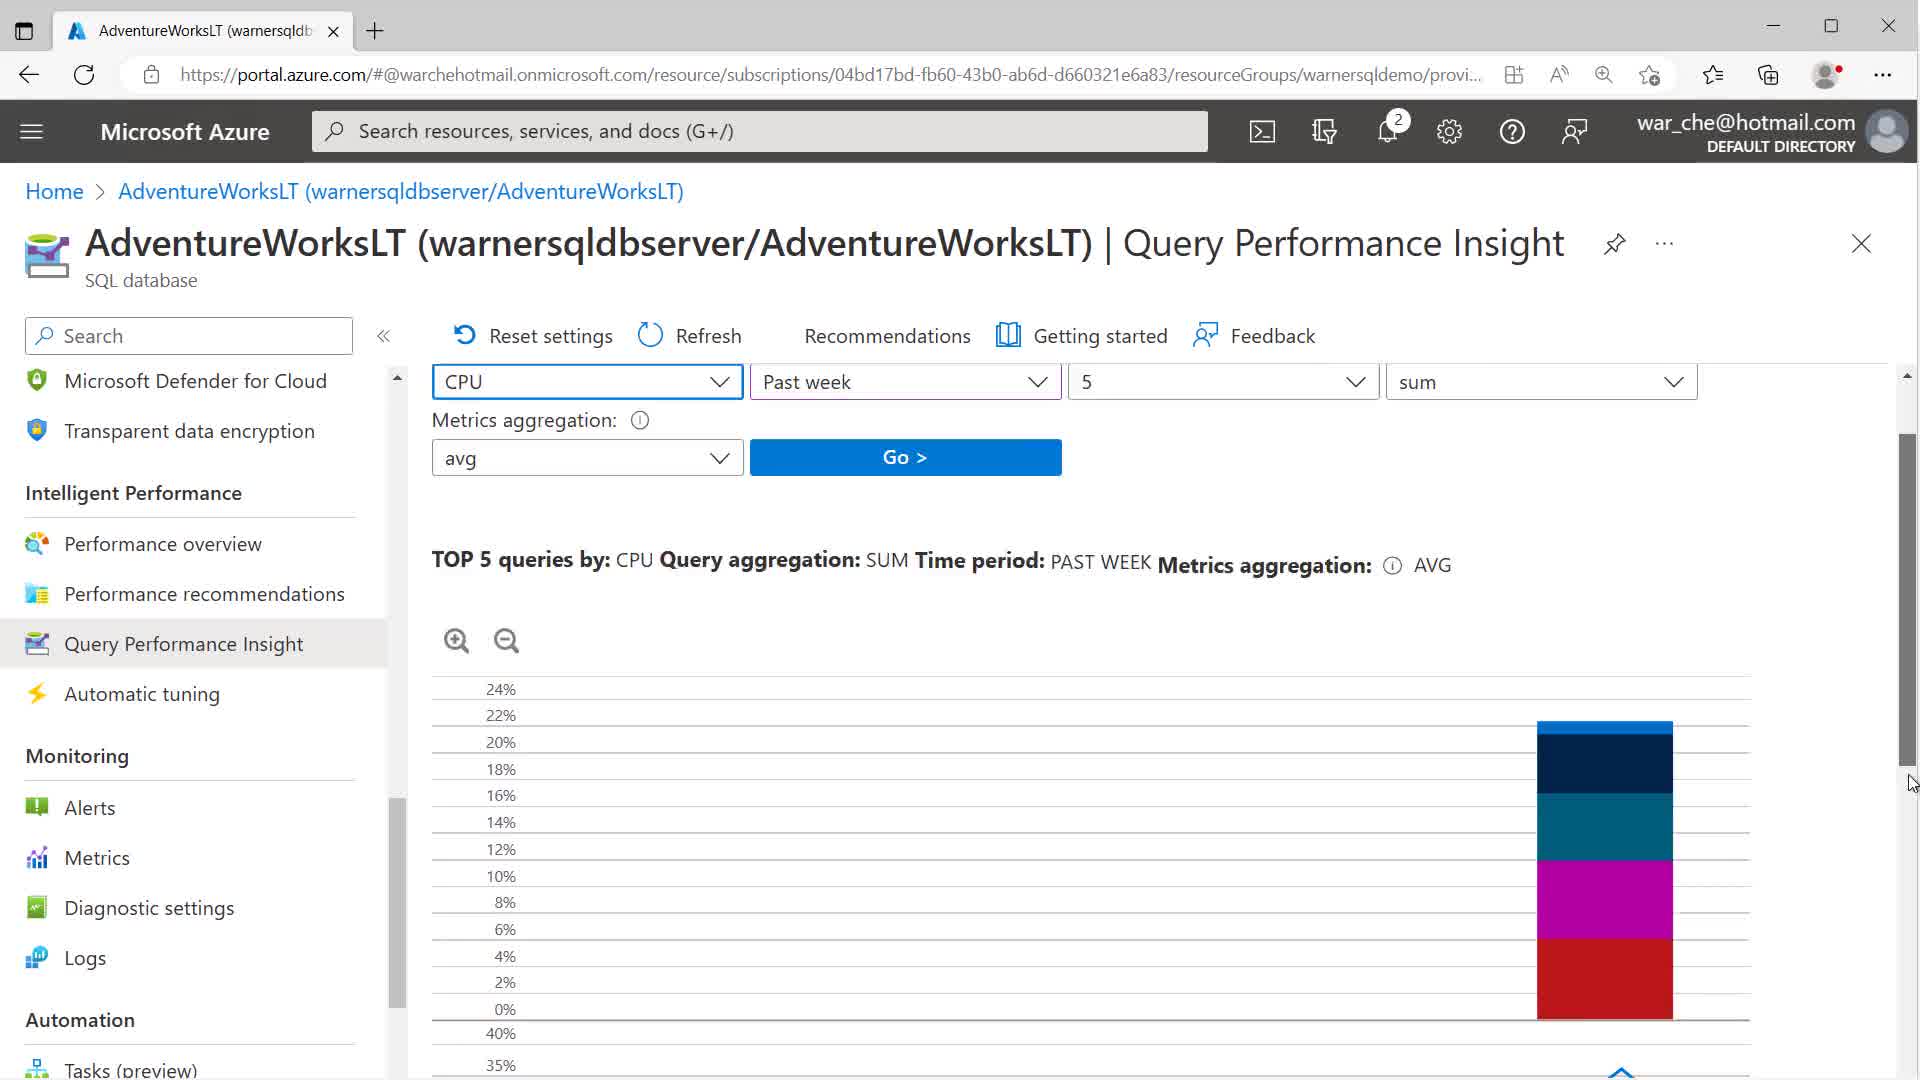 AdventureWorksLT (warnersqldb
https://portal.azure.com/#@warchehotmail.onmicrosoft.com/resource/subscriptions/04bd17bd-fb60-43b0-ab6d-d660321e6a83/resourceGroups/warnersqldemo/provi...
Microsoft Azure
Search resources, services, and docs (G+/)
2
war_che@hotmail.com
DEFAULT DIRECTORY
Home > AdventureWorksLT (warnersqldbserver/AdventureWorksLT)
AdventureWorksLT (warnersqldbserver/AdventureWorksLT) | Query Performance Insight
SQL database
Search
Reset settings Refresh Recommendations Getting started Feedback
Microsoft Defender for Cloud
Transparent data encryption
Intelligent Performance
Performance overview
Performance recommendations
Query Performance Insight
Automatic tuning
Monitoring
Alerts
Metrics
Diagnostic settings
Logs
Automation
Tasks (preview)
CPU Past week 5 sum
Metrics aggregation:
avg Go >
TOP 5 queries by: CPU Query aggregation: SUM Time period: PAST WEEK Metrics aggregation: AVG
24%
22%
20%
18%
16%
14%
12%
10%
8%
6%
4%
2%
0%
40%
35%